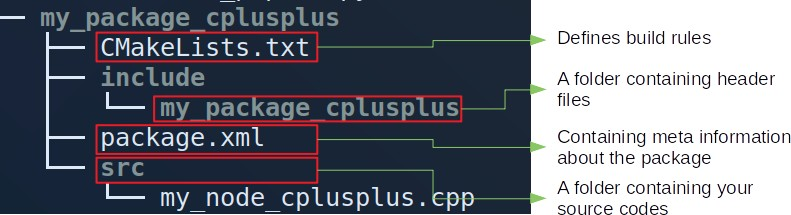 my_package_cplusplus
CMakeLists.txt
Defines build rules
include
A folder containing header
files
my_package_cplusplus
package.xml
Containing meta information
about the package
src
A folder containing your
source codes
my_node_cplusplus.cpp